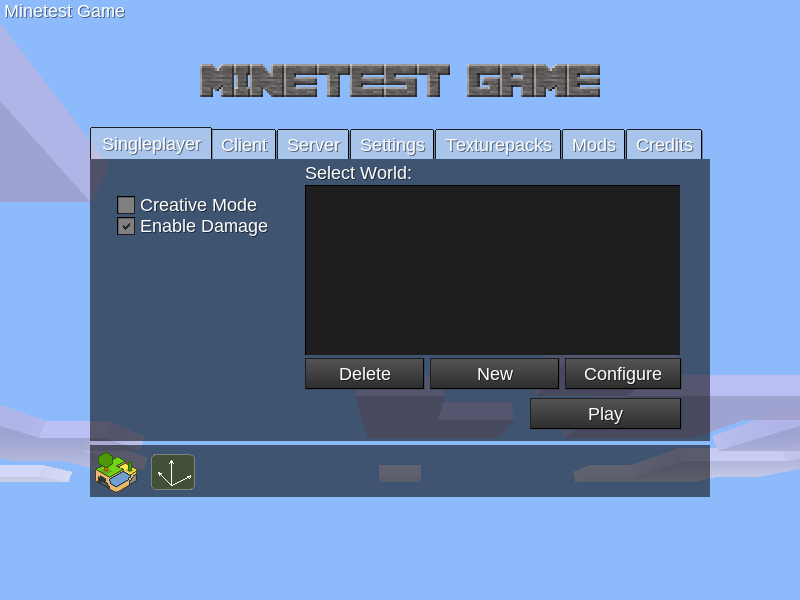 Minetest Game
MINETEST GAME
Singleplayer Client Server Settings Texturepacks Mods Credits
Select World:
Creative Mode
Enable Damage
Delete New Configure
Play